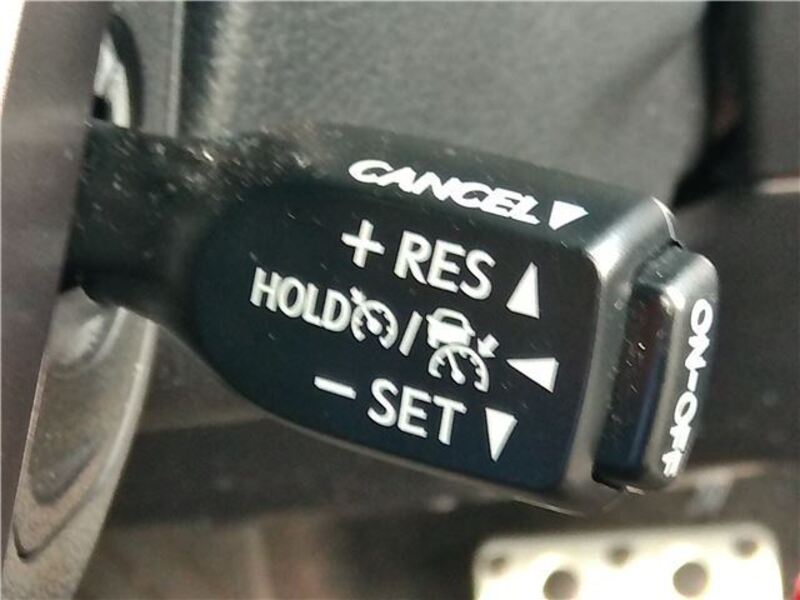 CANCEL
+ RES
HOLD /
- SET
ON-OFF